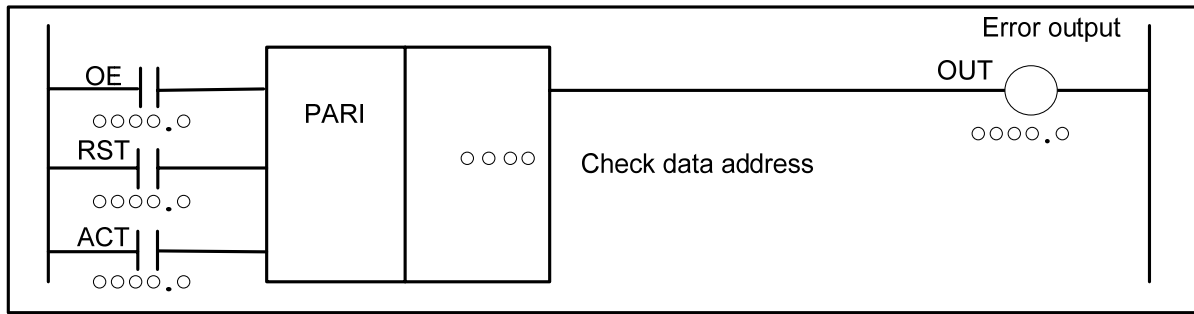 Error output
OE
OUT
○○○○.○
PARI
○○○○.○
RST
○○○○
Check data address
○○○○.○
ACT
○○○○.○